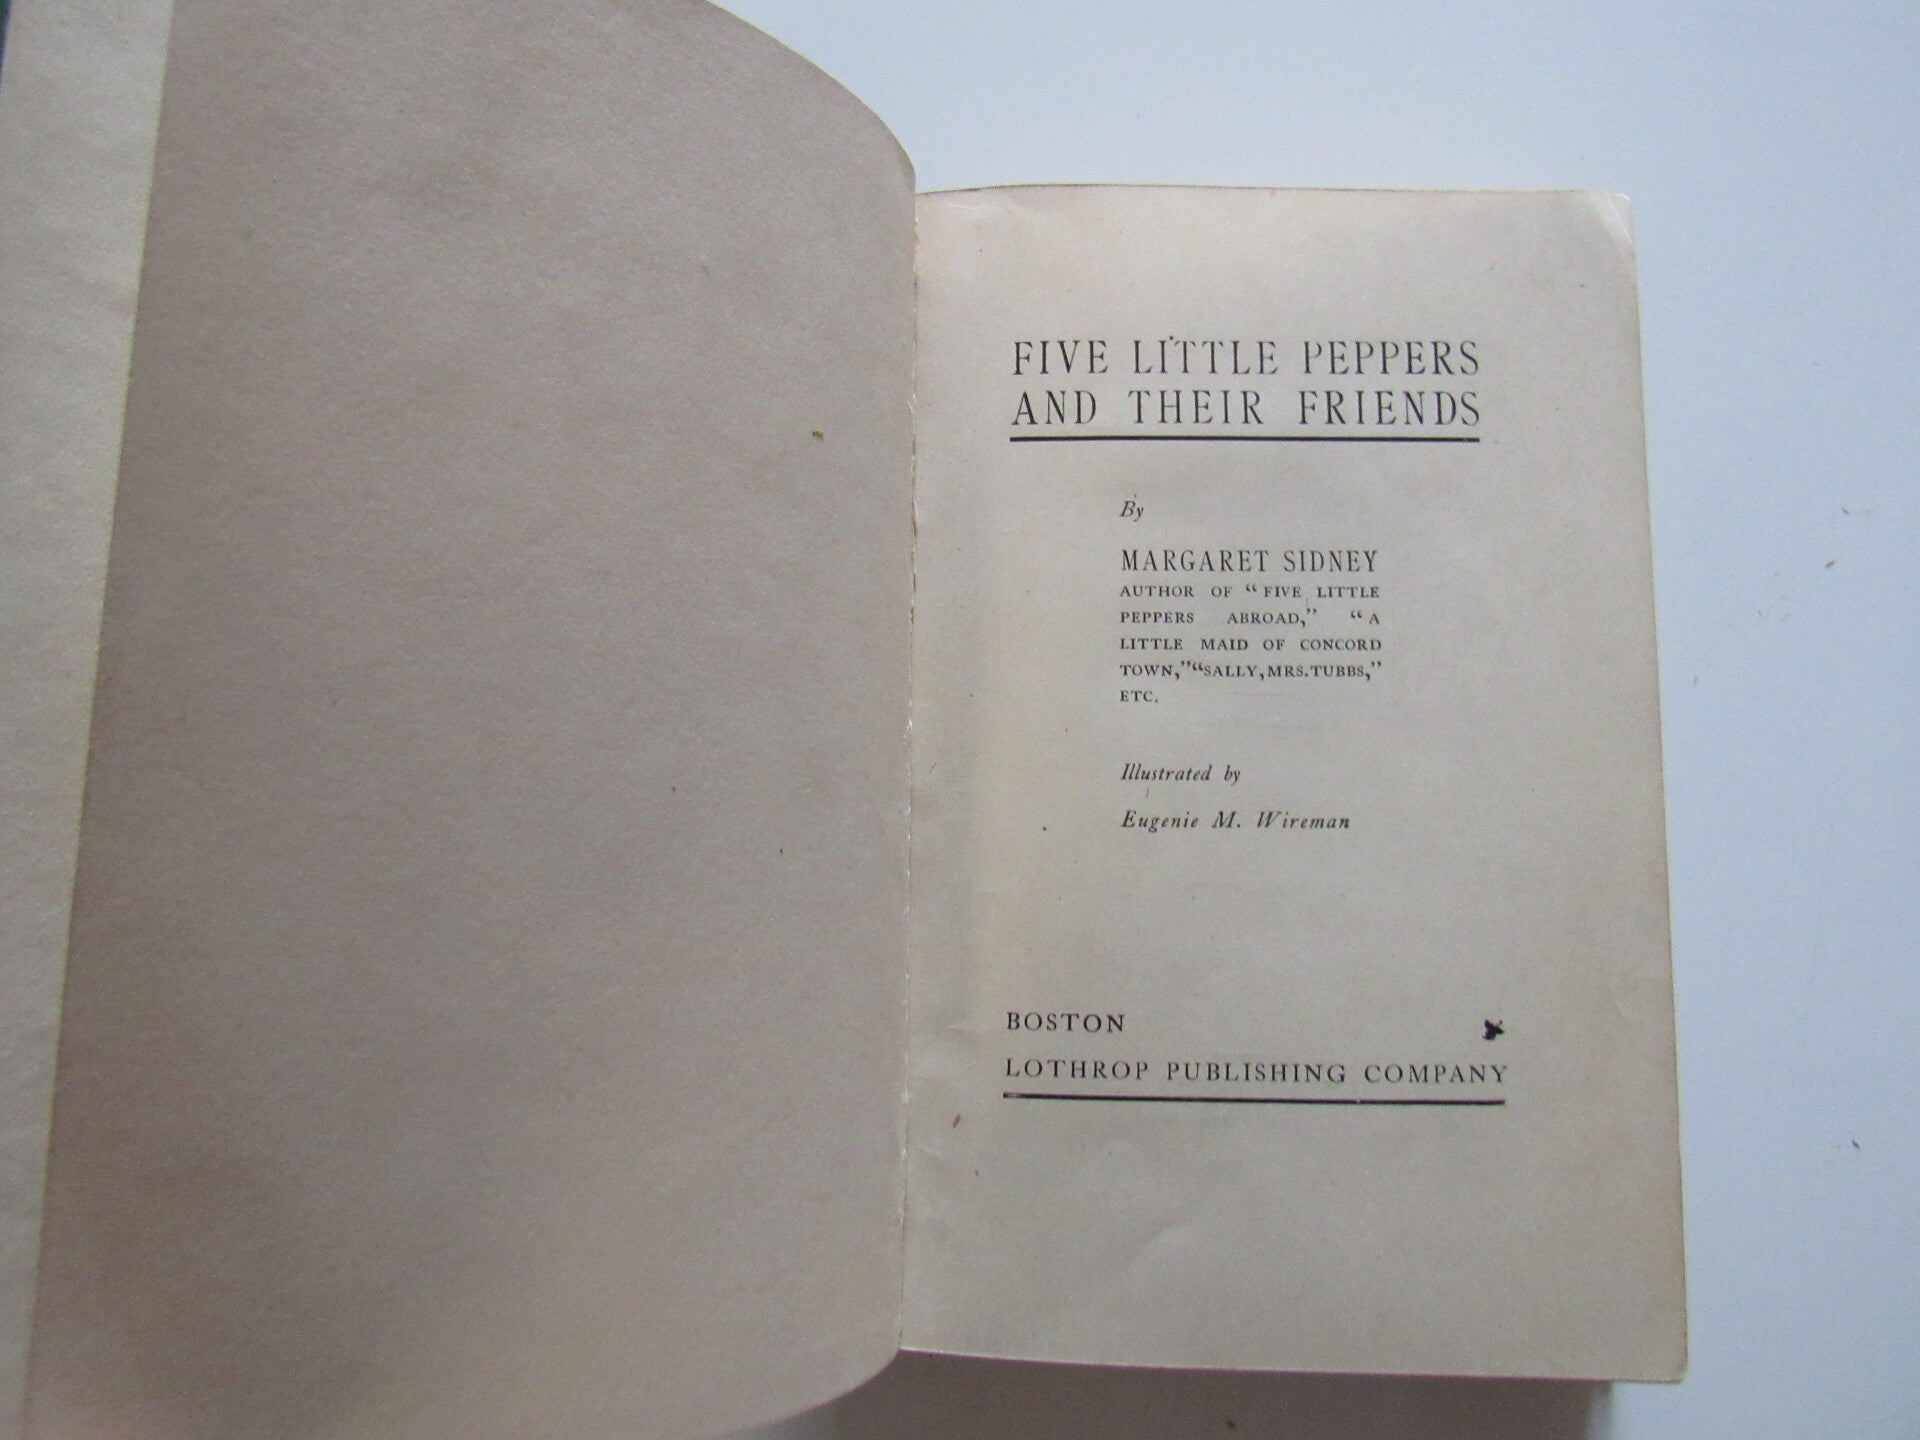 FIVE LITTLE PEPPERS
AND THEIR FRIENDS
By
MARGARET SIDNEY
AUTHOR OF “FIVE LITTLE
PEPPERS ABROAD,” “A
LITTLE MAID OF CONCORD
TOWN,” “SALLY, MRS. TUBBS,”
ETC.
Illustrated by
Eugenie M. Wireman
BOSTON
LOTHROP PUBLISHING COMPANY